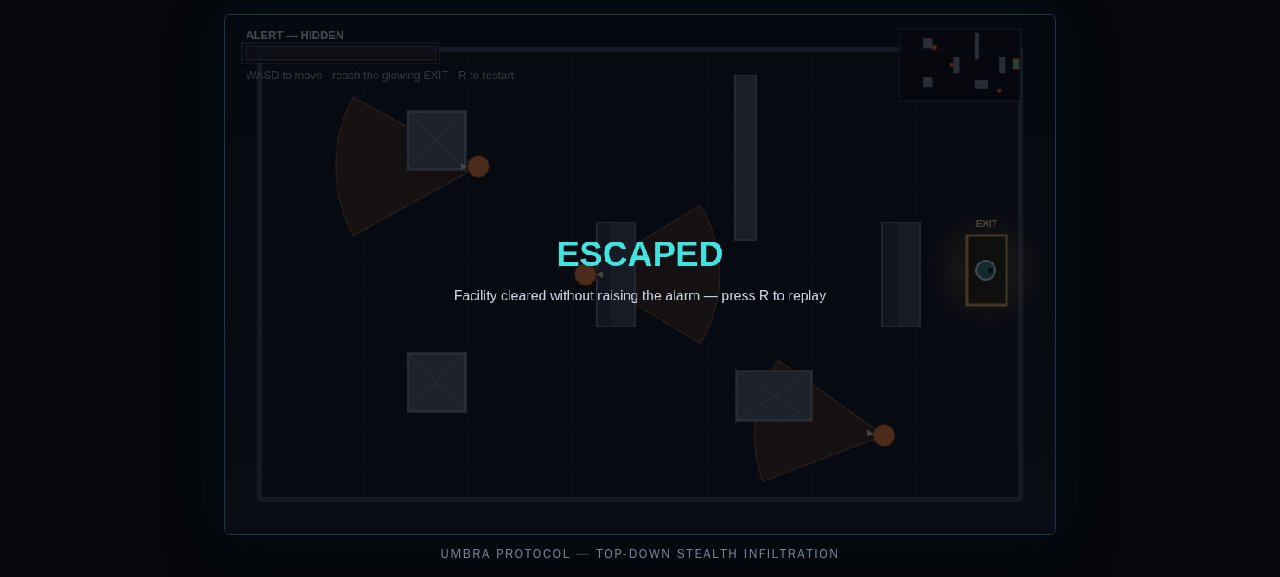 ALERT — HIDDEN
WASD to move · reach the glowing EXIT · R to restart
EXIT
ESCAPED
Facility cleared without raising the alarm — press R to replay
UMBRA PROTOCOL — TOP-DOWN STEALTH INFILTRATION